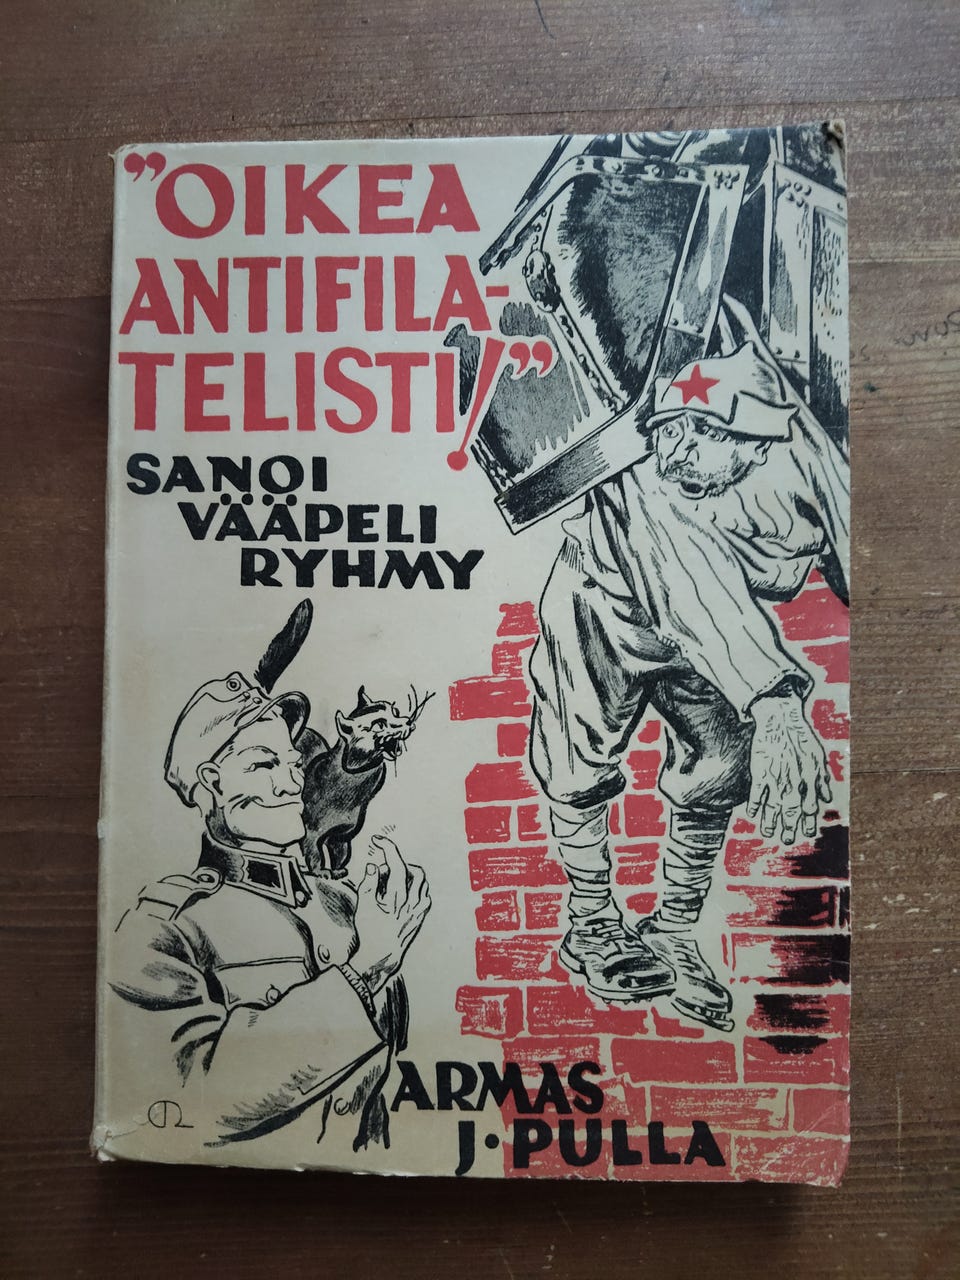 ”OIKEA
ANTIFILA-
TELISTI!”
SANOI
VÄÄPELI
RYHMY
ARMAS
J·PULLA